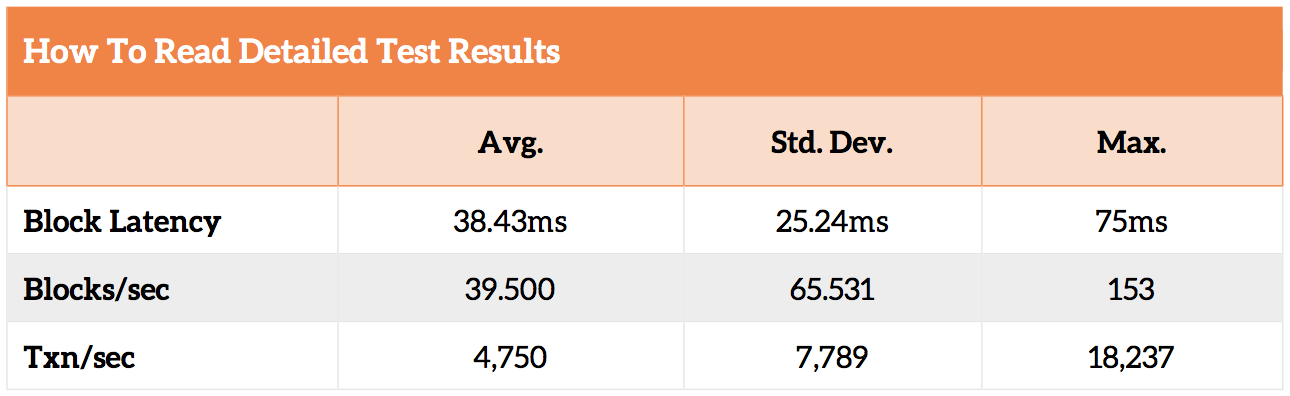 How To Read Detailed Test Results
Avg. Std. Dev. Max.
Block Latency 38.43ms 25.24ms 75ms
Blocks/sec 39.500 65.531 153
Txn/sec 4,750 7,789 18,237